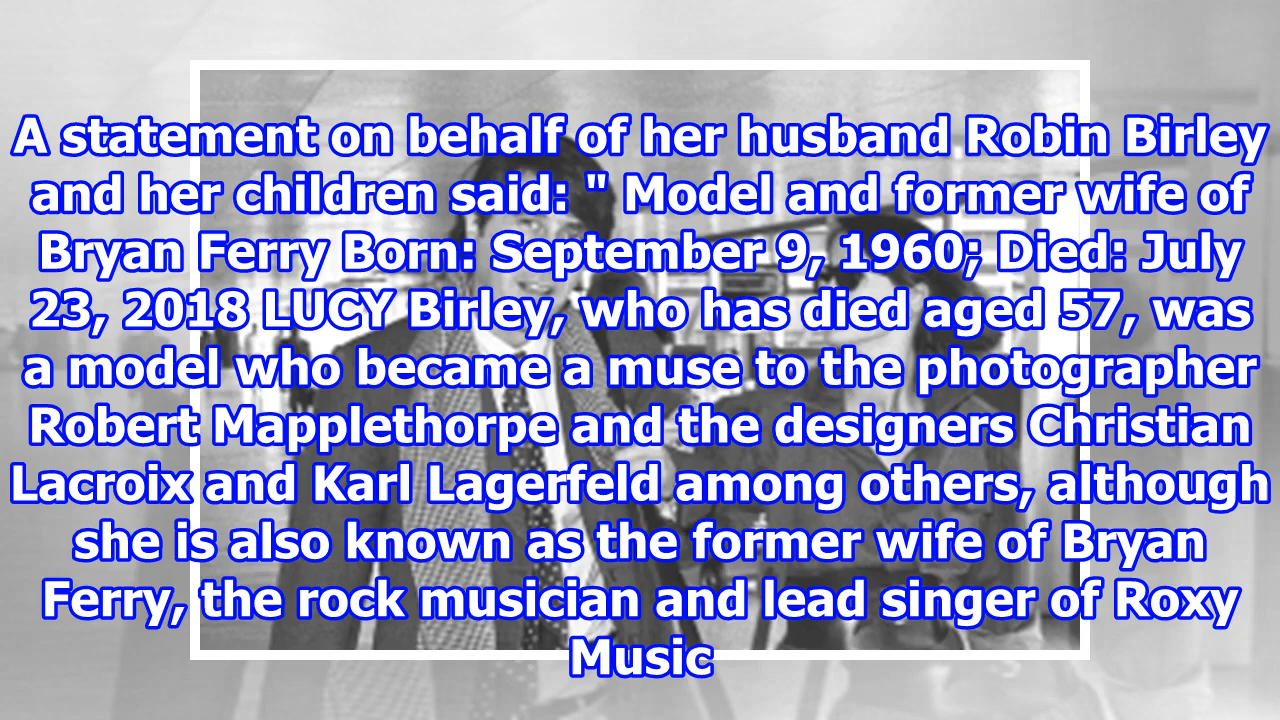 A statement on behalf of her husband Robin Birley
and her children said: " Model and former wife of
Bryan Ferry Born: September 9, 1960; Died: July
23, 2018 LUCY Birley, who has died aged 57, was
a model who became a muse to the photographer
Robert Mapplethorpe and the designers Christian
Lacroix and Karl Lagerfeld among others, although
she is also known as the former wife of Bryan
Ferry, the rock musician and lead singer of Roxy
Music